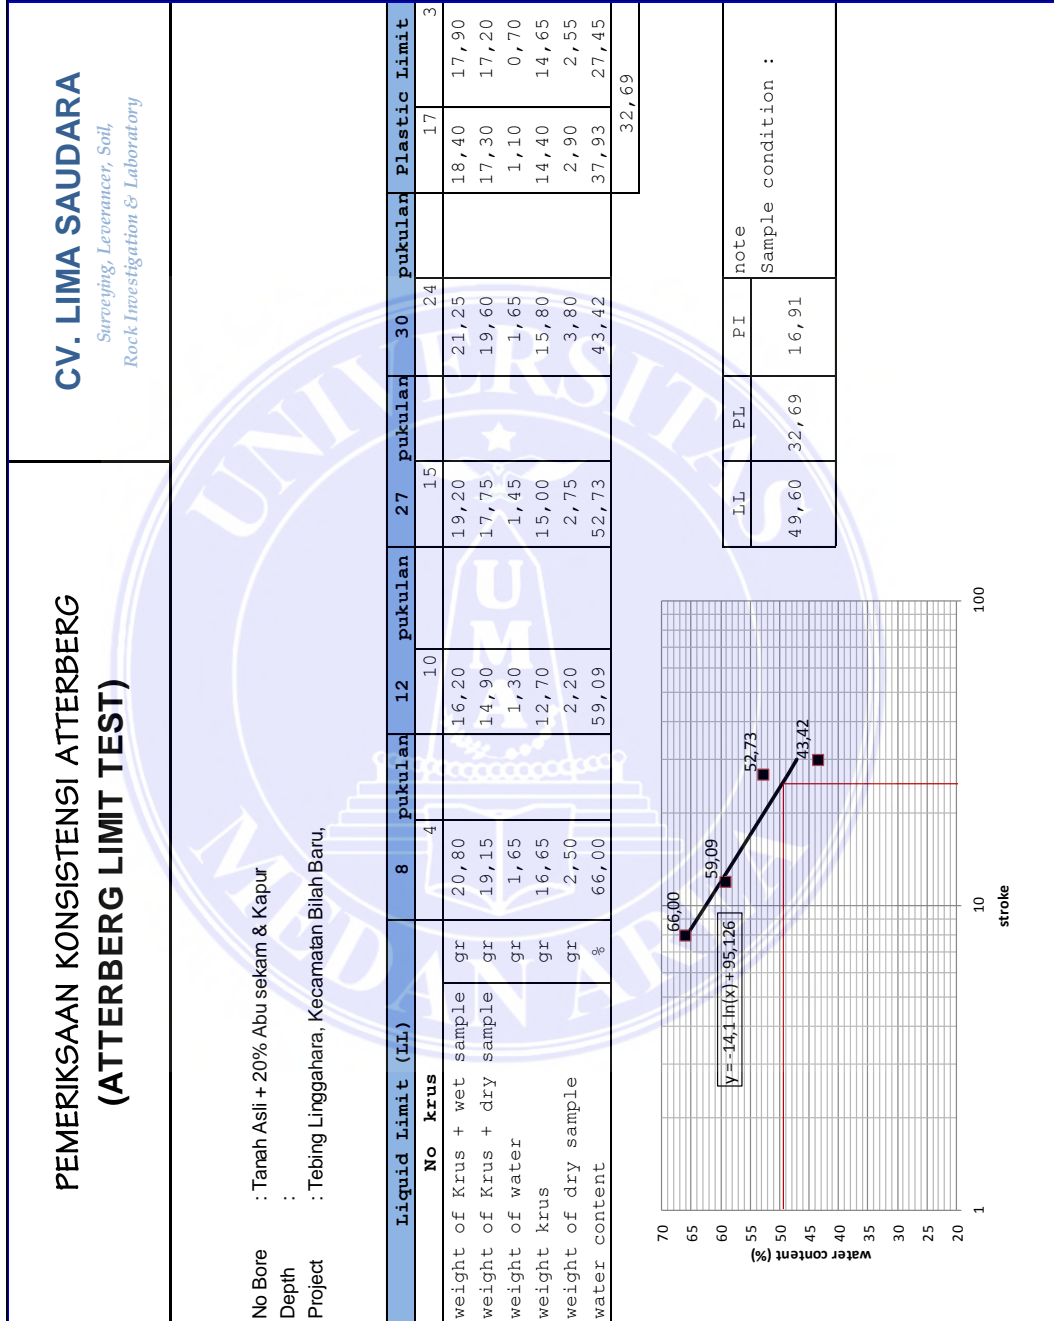 PEMERIKSAAN KONSISTENSI ATTERBERG
(ATTERBERG LIMIT TEST)
CV. LIMA SAUDARA
Surveying, Leverancer, Soil,
Rock Investigation & Laboratory
No Bore : Tanah Asli + 20% Abu sekam & Kapur
Depth :
Project : Tebing Linggahara, Kecamatan Bilah Baru,
Liquid Limit (LL) 8 pukulan 12 pukulan 27 pukulan 30 pukulan Plastic Limit
No krus 4 10 15 24 17 3
weight of Krus + wet sample gr 20,80 16,20 19,20 21,25 18,40 17,90
weight of Krus + dry sample gr 19,15 14,90 17,75 19,60 17,30 17,20
weight of water gr 1,65 1,30 1,45 1,65 1,10 0,70
weight krus gr 16,65 12,70 15,00 15,80 14,40 14,65
weight of dry sample gr 2,50 2,20 2,75 3,80 2,90 2,55
water content % 66,00 59,09 52,73 43,42 37,93 27,45
32,69
LL PL PI note
49,60 32,69 16,91 Sample condition :
66,00
59,09
52,73
43,42
y = -14,1 ln(x) + 95,126
70
65
60
55
50
45
40
35
30
25
20
water content (%)
1 10 100
stroke
UNIVERSITAS
MEDAN AREA
U
M
A